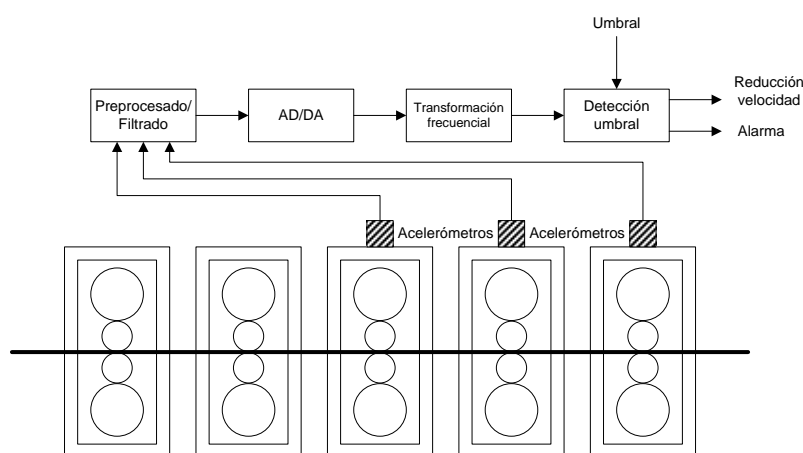 Umbral
Preprocesado/
Filtrado
AD/DA
Transformación
frecuencial
Detección
umbral
Reducción
velocidad
Alarma
Acelerómetros
Acelerómetros